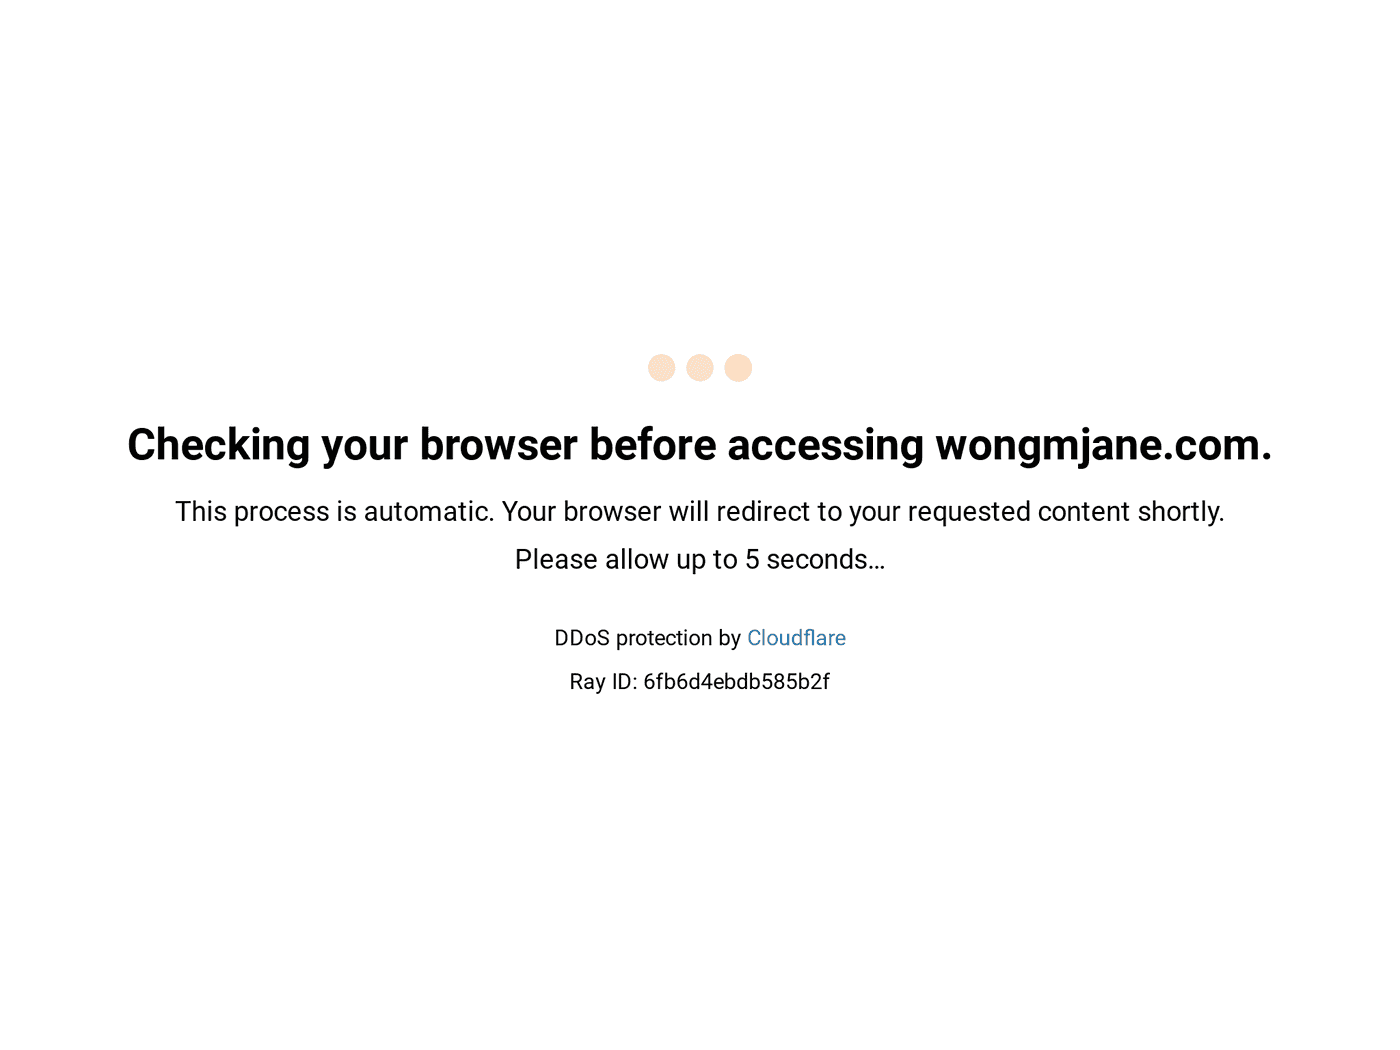 Checking your browser before accessing wongmjane.com.
This process is automatic. Your browser will redirect to your requested content shortly.
Please allow up to 5 seconds…
DDoS protection by Cloudflare
Ray ID: 6fb6d4ebdb585b2f